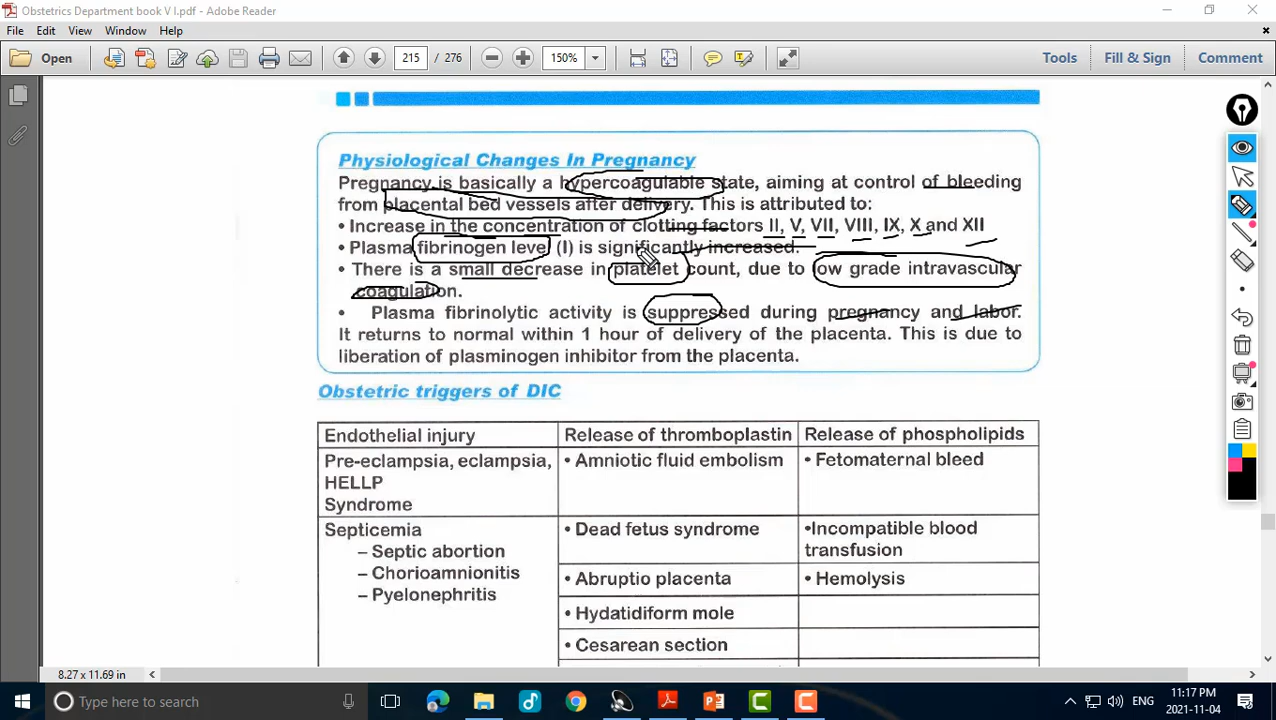 Obstetrics Department book V I.pdf - Adobe Reader
File Edit View Window Help
Open 215 / 276 150% Tools Fill & Sign Comment
Physiological Changes In Pregnancy
Pregnancy is basically a hypercoagulable state, aiming at control of bleeding
from placental bed vessels after delivery. This is attributed to:
• Increase in the concentration of clotting factors II, V, VII, VIII, IX, X and XII
• Plasma fibrinogen level (I) is significantly increased.
• There is a small decrease in platelet count, due to low grade intravascular
coagulation.
• Plasma fibrinolytic activity is suppressed during pregnancy and labor.
It returns to normal within 1 hour of delivery of the placenta. This is due to
liberation of plasminogen inhibitor from the placenta.
Obstetric triggers of DIC
Endothelial injury Release of thromboplastin Release of phospholipids
Pre-eclampsia, eclampsia, • Amniotic fluid embolism • Fetomaternal bleed
HELLP
Syndrome
Septicemia • Dead fetus syndrome •Incompatible blood
– Septic abortion transfusion
– Chorioamnionitis • Abruptio placenta • Hemolysis
– Pyelonephritis
• Hydatidiform mole
• Cesarean section
8.27 x 11.69 in
Type here to search ENG 11:17 PM
2021-11-04